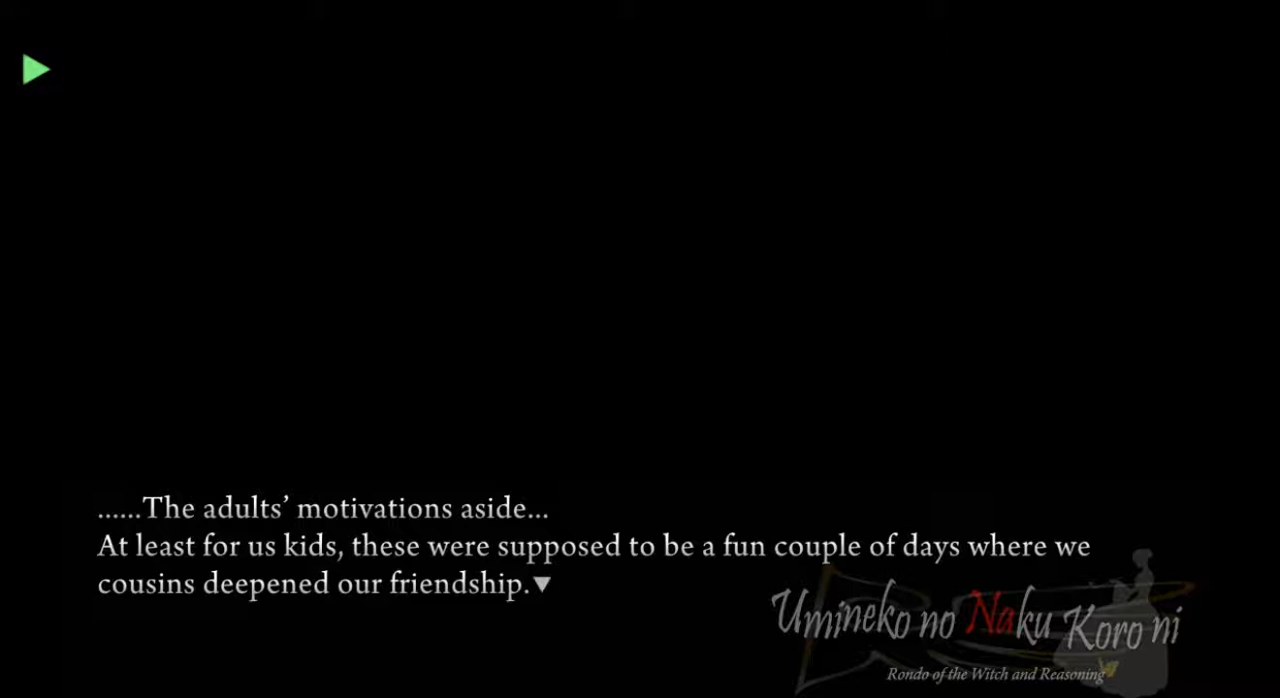 ......The adults’ motivations aside...
At least for us kids, these were supposed to be a fun couple of days where we
cousins deepened our friendship.
Umineko no Naku Koro ni
Rondo of the Witch and Reasoning